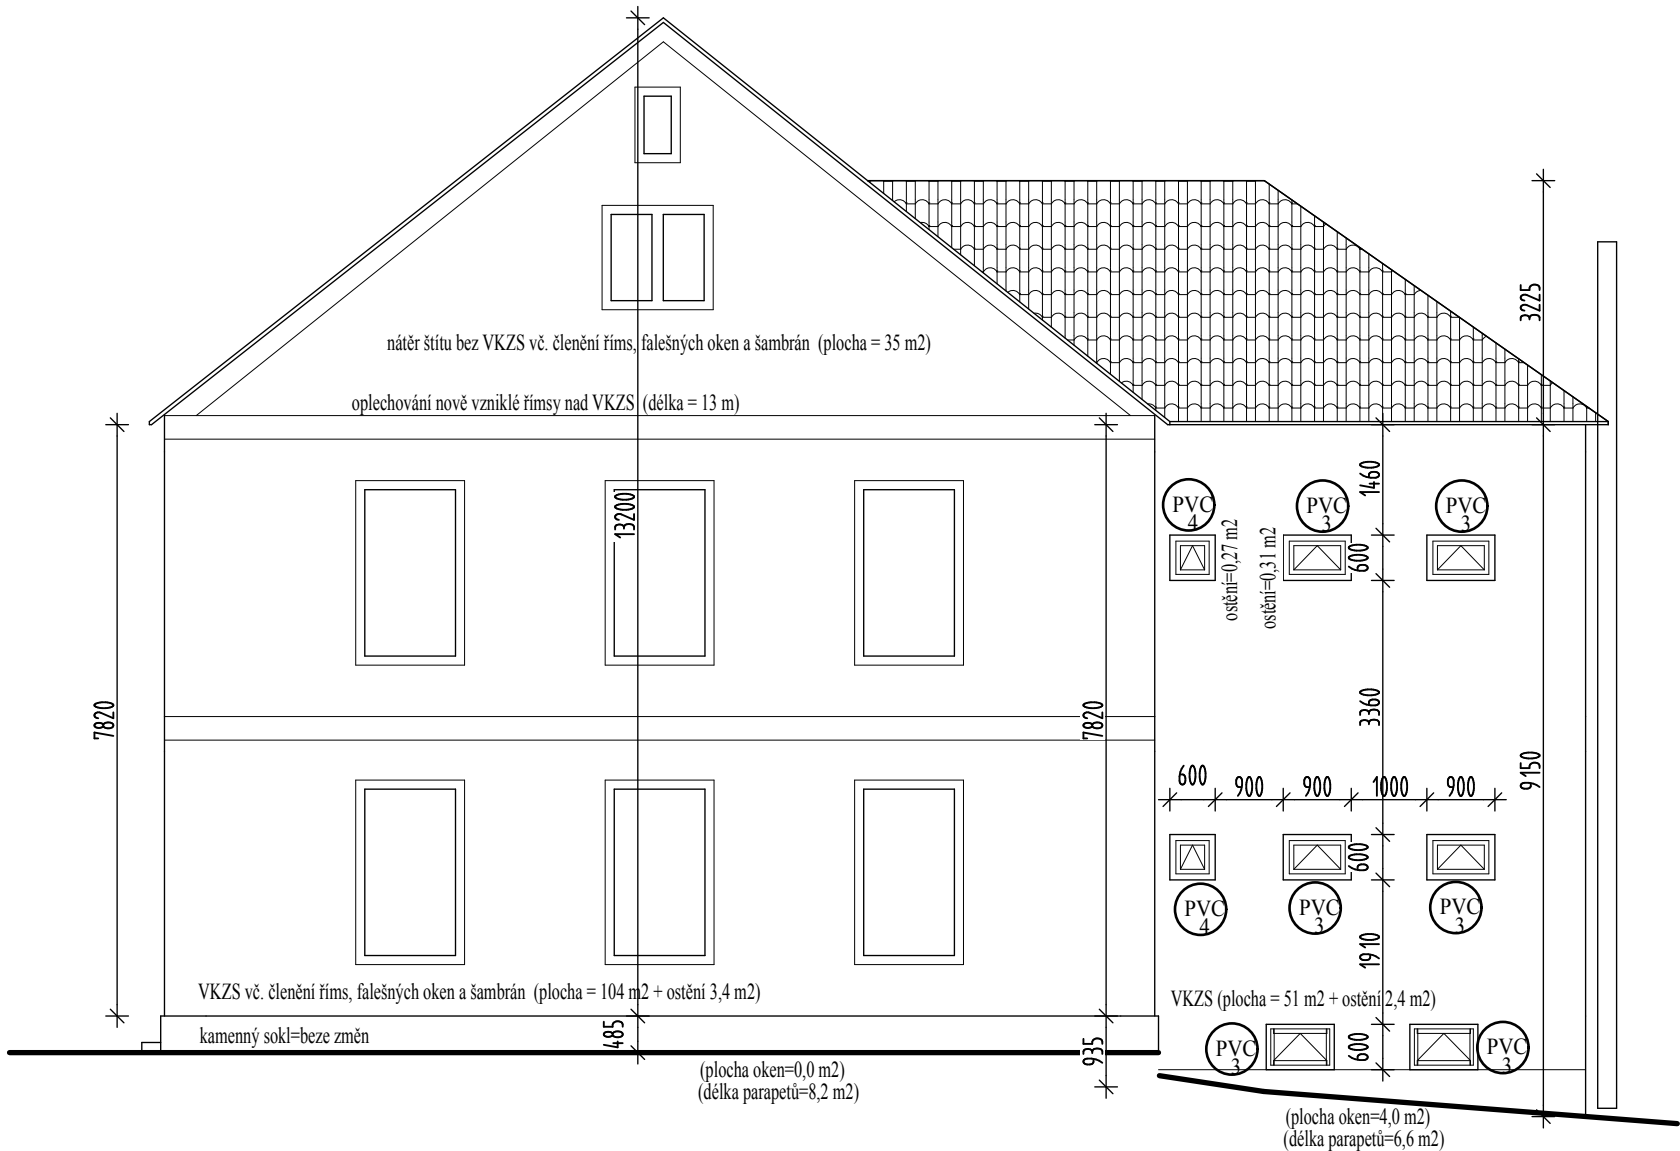 3225
nátěr štítu bez VKZS vč. členění říms, falešných oken a šambrán (plocha = 35 m2)
oplechování nově vzniklé římsy nad VKZS (délka = 13 m)
13200
1460
PVC
4
PVC
3
PVC
3
ostění=0,27 m2
ostění=0,31 m2
600
7820
7820
3360
9150
600
900
900
1000
900
600
PVC
4
PVC
3
PVC
3
1910
VKZS vč. členění říms, falešných oken a šambrán (plocha = 104 m2 + ostění 3,4 m2)
VKZS (plocha = 51 m2 + ostění 2,4 m2)
kamenný sokl=beze změn
485
935
PVC
3
600
PVC
3
(plocha oken=0,0 m2)
(délka parapetů=8,2 m2)
(plocha oken=4,0 m2)
(délka parapetů=6,6 m2)